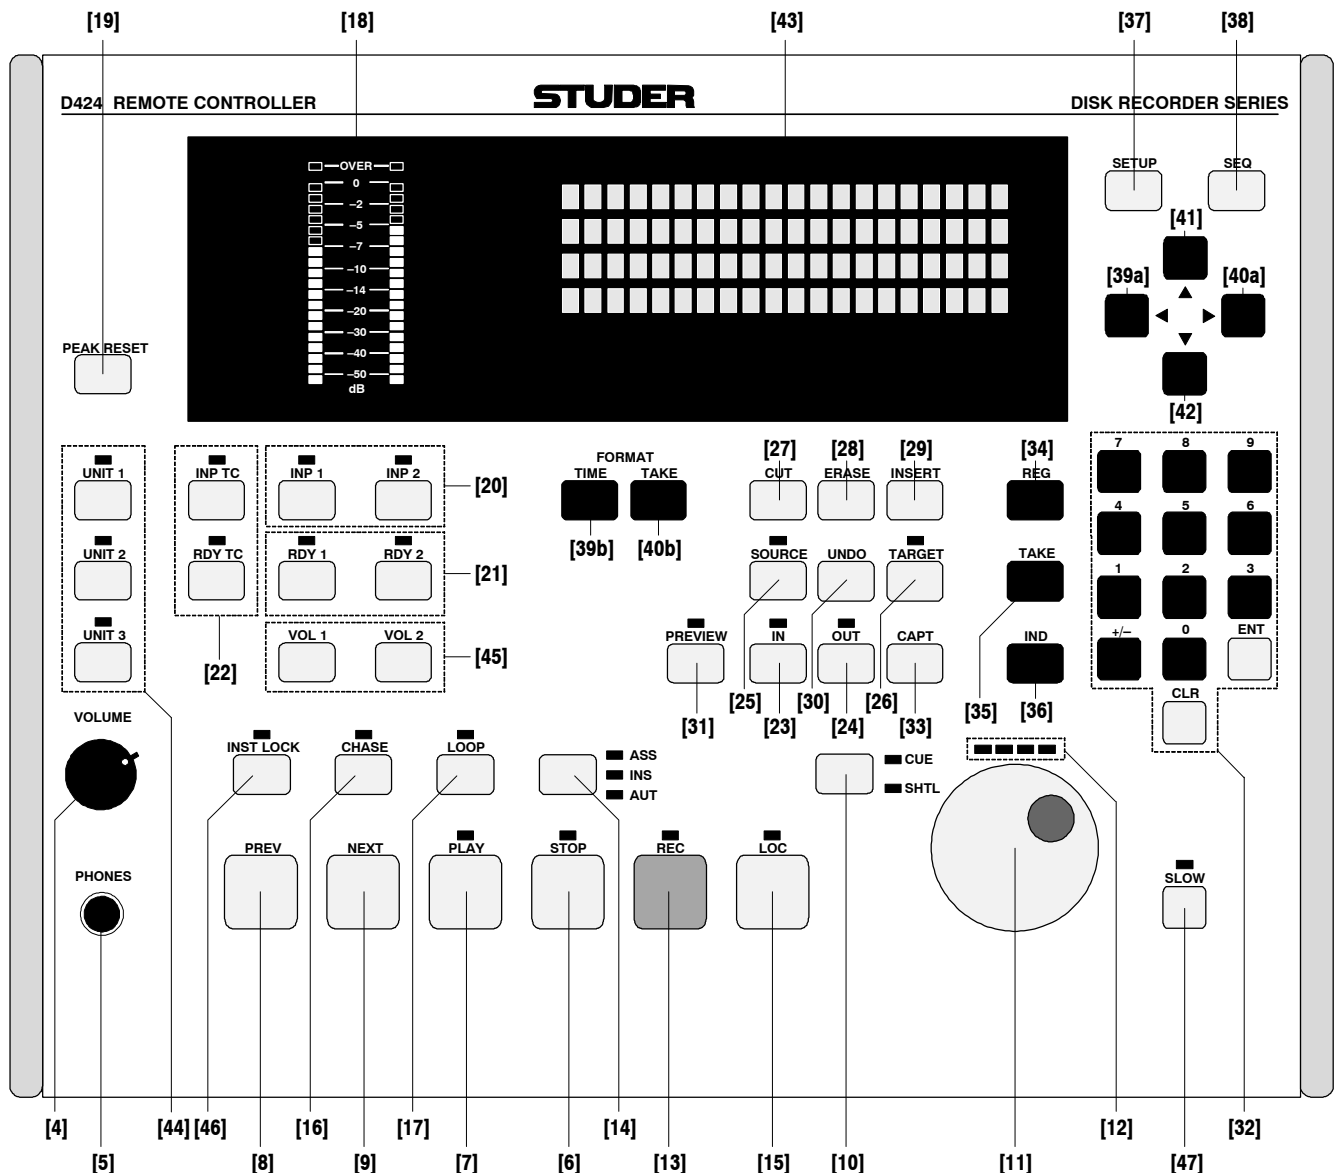 [19] [18] [43] [37] [38]
STUDER
D424 REMOTE CONTROLLER DISK RECORDER SERIES
SETUP SEQ
OVER
0
–2
–5
–7
–10
–14
–20
–30
–40
–50
dB
[41]
[39a] [40a]
[42]
PEAK RESET
UNIT 1 INP TC INP 1 INP 2 [20]
FORMAT
TIME TAKE
[39b] [40b]
[27] [28] [29] [34]
CUT ERASE INSERT REG
7 8 9
4 5 6
UNIT 2 RDY TC RDY 1 RDY 2 [21]
SOURCE UNDO TARGET TAKE
1 2 3
UNIT 3 VOL 1 VOL 2 [45]
[22]
PREVIEW IN OUT CAPT IND
+/– 0 ENT
[25] [30] [26] [35] [36]
[31] [23] [24] [33]
CLR
VOLUME
INST LOCK CHASE LOOP
ASS
INS
AUT
CUE
SHTL
PREV NEXT PLAY STOP REC LOC
PHONES
SLOW
[4] [44] [46] [16] [17] [14] [12] [32]
[5] [8] [9] [7] [6] [13] [15] [10] [11] [47]